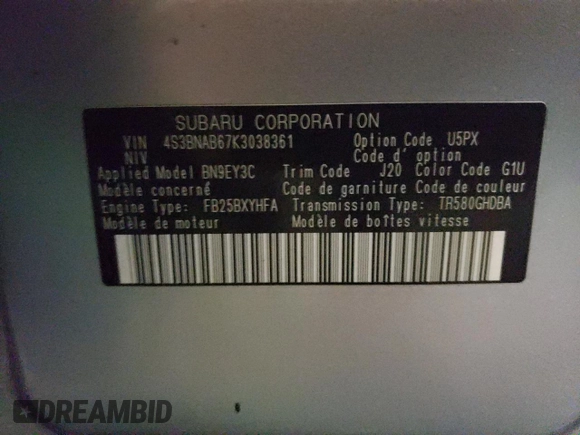 SUBARU CORPORATION
VIN 4S3BNAB67K3038361 Option Code U5PX
NIV Code d' option
Applied Model BN9EY3C Trim Code J20 Color Code G1U
Modèle concerné Code de garniture Code de couleur
Engine Type: FB25BXYHFA Transmission Type: TR580GHDBA
Modèle de moteur Modèle de boîtes vitesse
DREAMBID